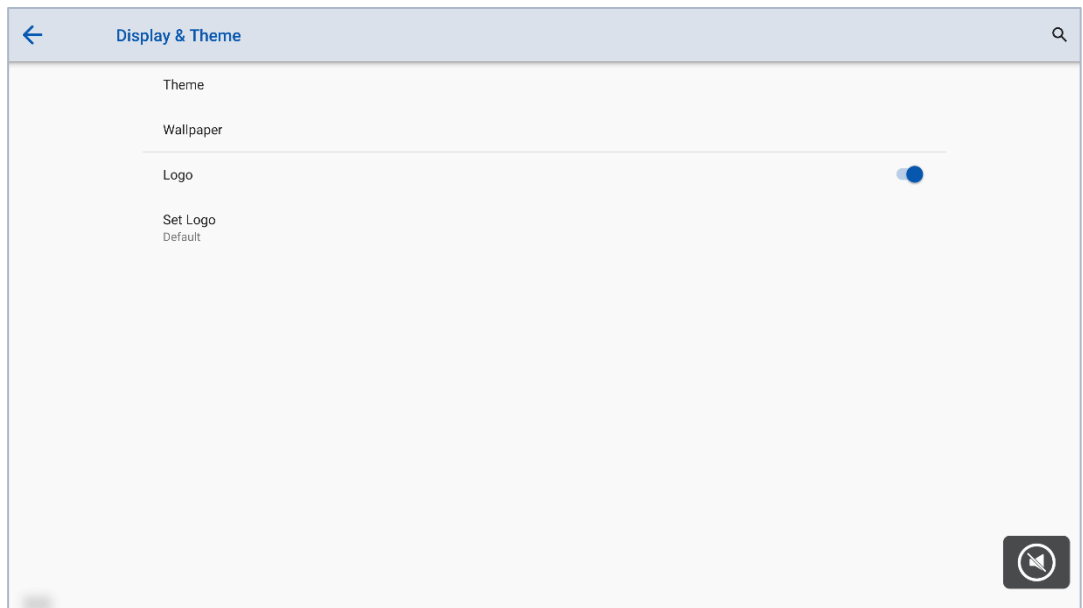 Display & Theme
Theme
Wallpaper
Logo
Set Logo
Default